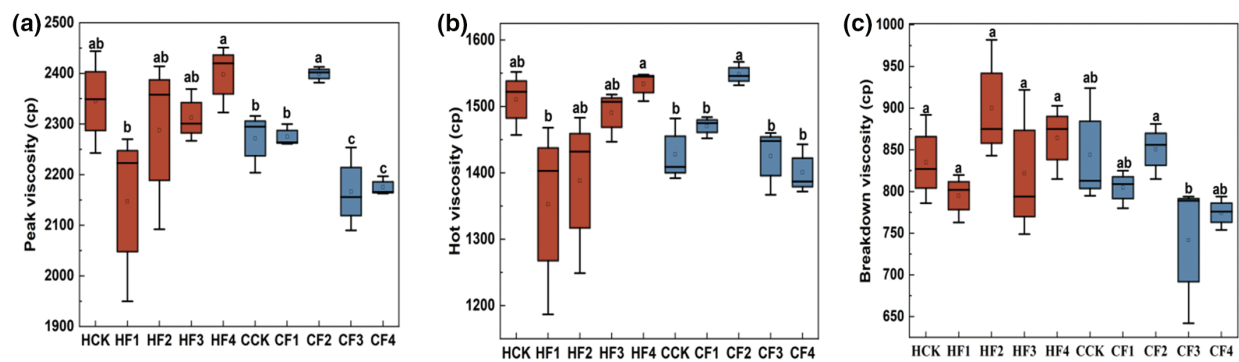 (a)
Peak viscosity (cp)
2500
2400
2300
2200
2100
2000
1900
ab
b
ab
ab
a
b
b
a
c
c
HCK HF1 HF2 HF3 HF4 CCK CF1 CF2 CF3 CF4
(b)
Hot viscosity (cp)
1600
1500
1400
1300
1200
ab
b
ab
ab
a
b
b
a
b
b
HCK HF1 HF2 HF3 HF4 CCK CF1 CF2 CF3 CF4
(c)
Breakdown viscosity (cp)
1000
950
900
850
800
750
700
650
a
a
a
a
a
ab
ab
a
b
ab
HCK HF1 HF2 HF3 HF4 CCK CF1 CF2 CF3 CF4